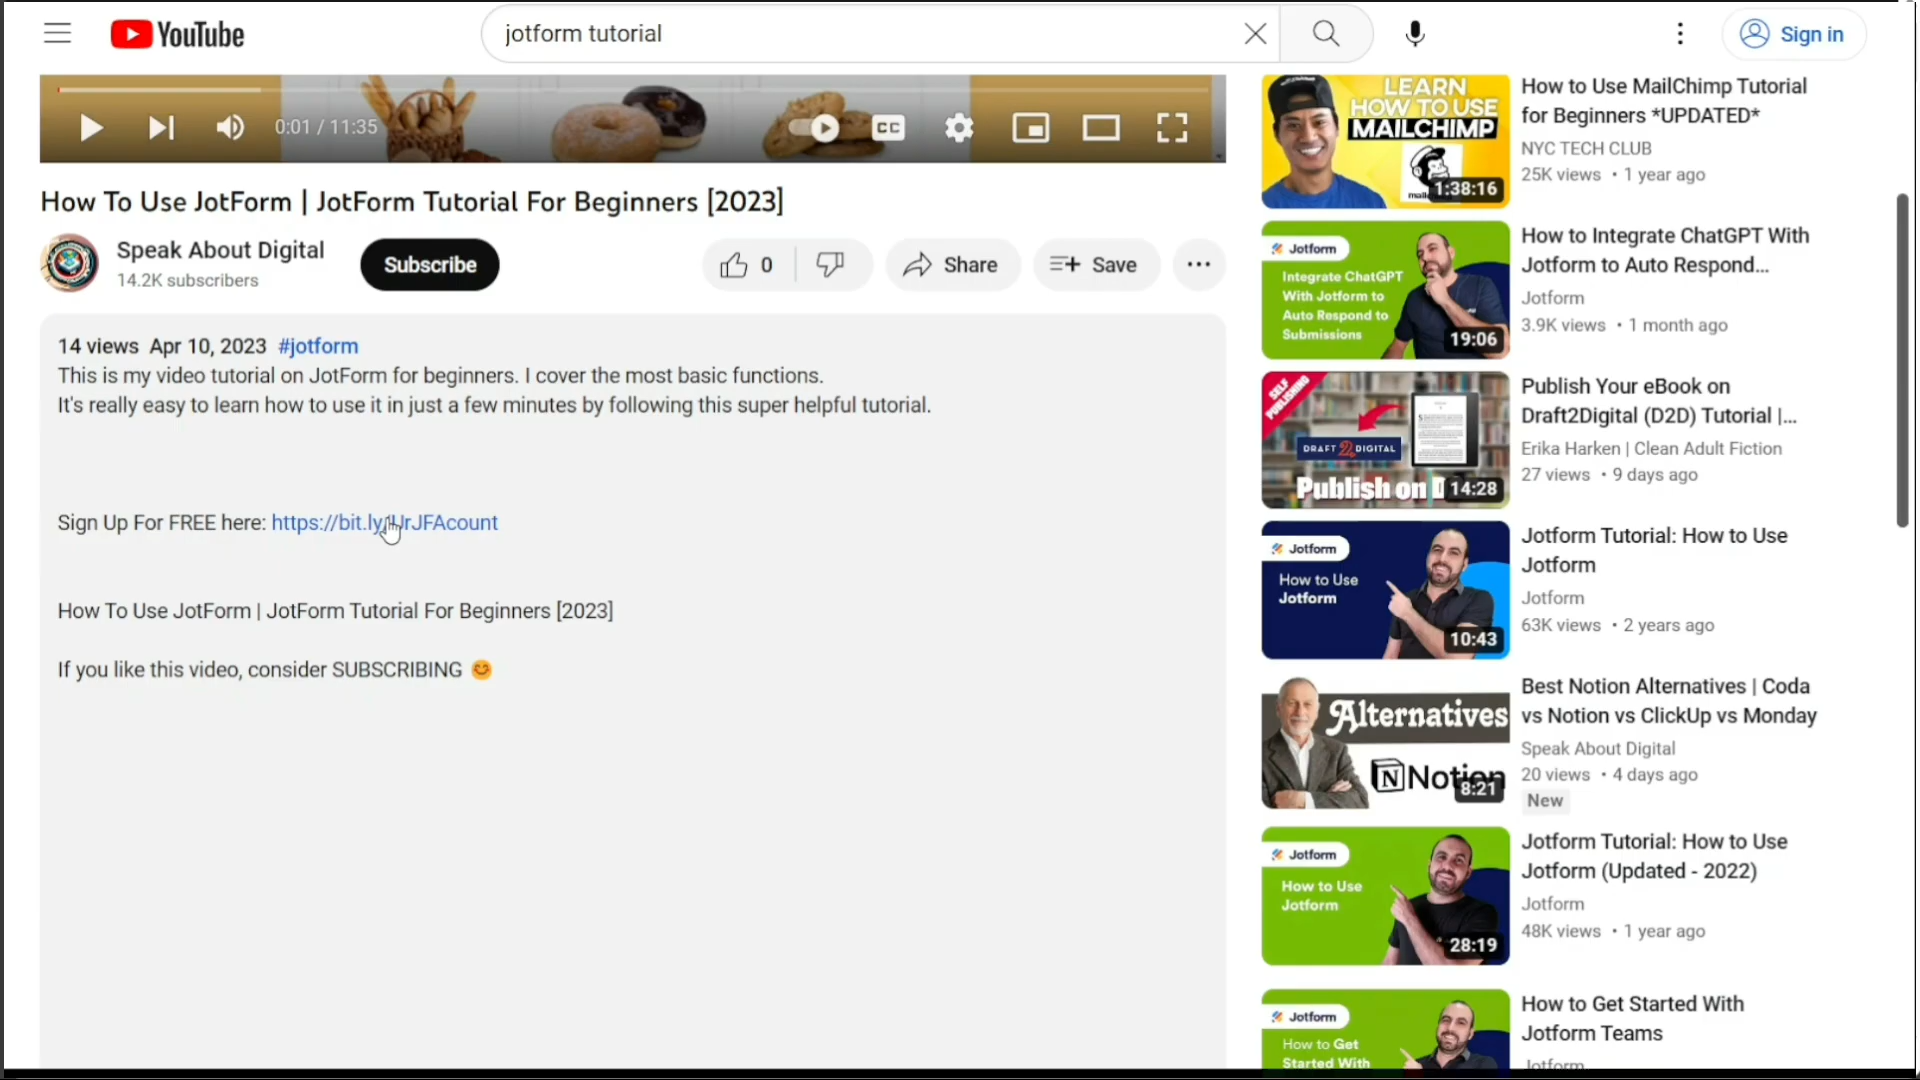 YouTube
jotform tutorial
Sign in
0:01 / 11:35
CC
How To Use JotForm | JotForm Tutorial For Beginners [2023]
Speak About Digital
14.2K subscribers
Subscribe
0
Share
Save
14 views Apr 10, 2023 #jotform
This is my video tutorial on JotForm for beginners. I cover the most basic functions.
It's really easy to learn how to use it in just a few minutes by following this super helpful tutorial.
Sign Up For FREE here: https://bit.ly/UrJFAcount
How To Use JotForm | JotForm Tutorial For Beginners [2023]
If you like this video, consider SUBSCRIBING 😊
LEARN
HOW TO USE
MAILCHIMP
1:38:16
How to Use MailChimp Tutorial
for Beginners *UPDATED*
NYC TECH CLUB
25K views • 1 year ago
Jotform
Integrate ChatGPT
With Jotform to
Auto Respond to
Submissions
19:06
How to Integrate ChatGPT With
Jotform to Auto Respond...
Jotform
3.9K views • 1 month ago
SELF
PUBLISHING
DRAFT 2 DIGITAL
Publish on D
14:28
Publish Your eBook on
Draft2Digital (D2D) Tutorial |...
Erika Harken | Clean Adult Fiction
27 views • 9 days ago
Jotform
How to Use
Jotform
10:43
Jotform Tutorial: How to Use
Jotform
Jotform
63K views • 2 years ago
Alternatives
Notion
8:21
Best Notion Alternatives | Coda
vs Notion vs ClickUp vs Monday
Speak About Digital
20 views • 4 days ago
New
Jotform
How to Use
Jotform
28:19
Jotform Tutorial: How to Use
Jotform (Updated - 2022)
Jotform
48K views • 1 year ago
Jotform
How to Get
Started With
How to Get Started With
Jotform Teams
Jotform